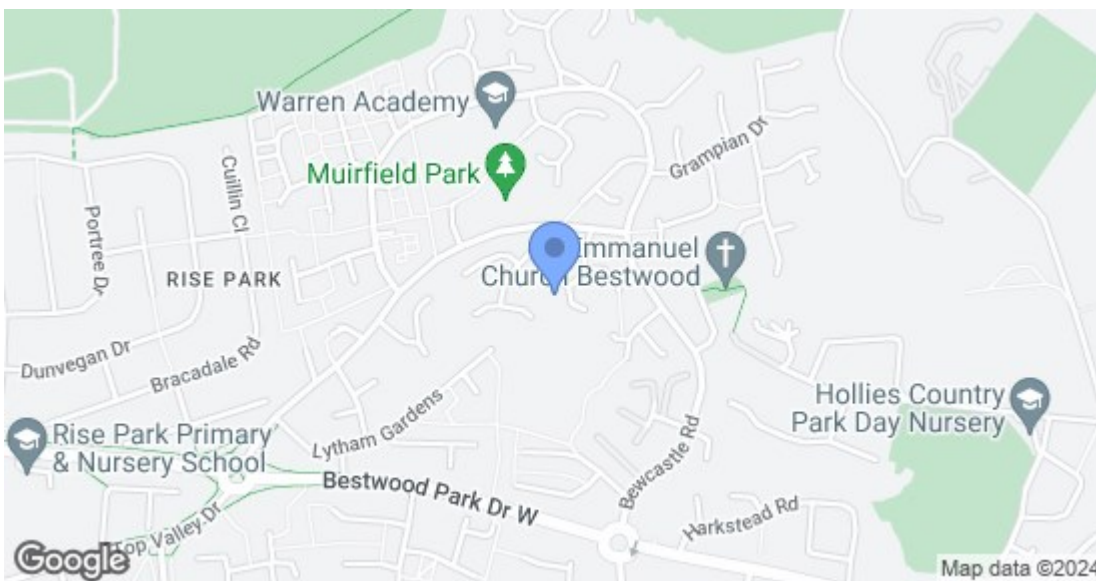 Warren Academy
Muirfield Park
Grampian Dr
Cuillin Cl
Portree Dr
RISE PARK
Emmanuel
Church Bestwood
Dunvegan Dr
Bracadale Rd
Hollies Country
Park Day Nursery
Rise Park Primary
& Nursery School
Lytham Gardens
Bewcastle Rd
Bestwood Park Dr W
Harkstead Rd
Top Valley Dr
Google
Map data ©2024